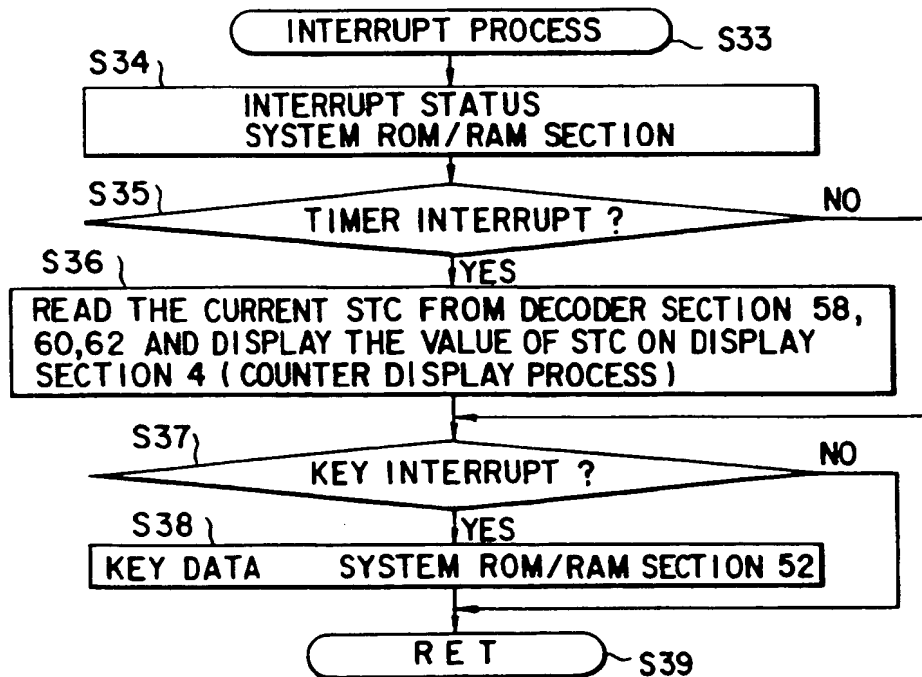 INTERRUPT PROCESS
S33
S34
INTERRUPT STATUS
SYSTEM ROM/RAM SECTION
S35
TIMER INTERRUPT ?
NO
S36
YES
READ THE CURRENT STC FROM DECODER SECTION 58,
60,62 AND DISPLAY THE VALUE OF STC ON DISPLAY
SECTION 4 (COUNTER DISPLAY PROCESS)
S37
KEY INTERRUPT ?
NO
S38
YES
KEY DATA SYSTEM ROM/RAM SECTION 52
RET
S39